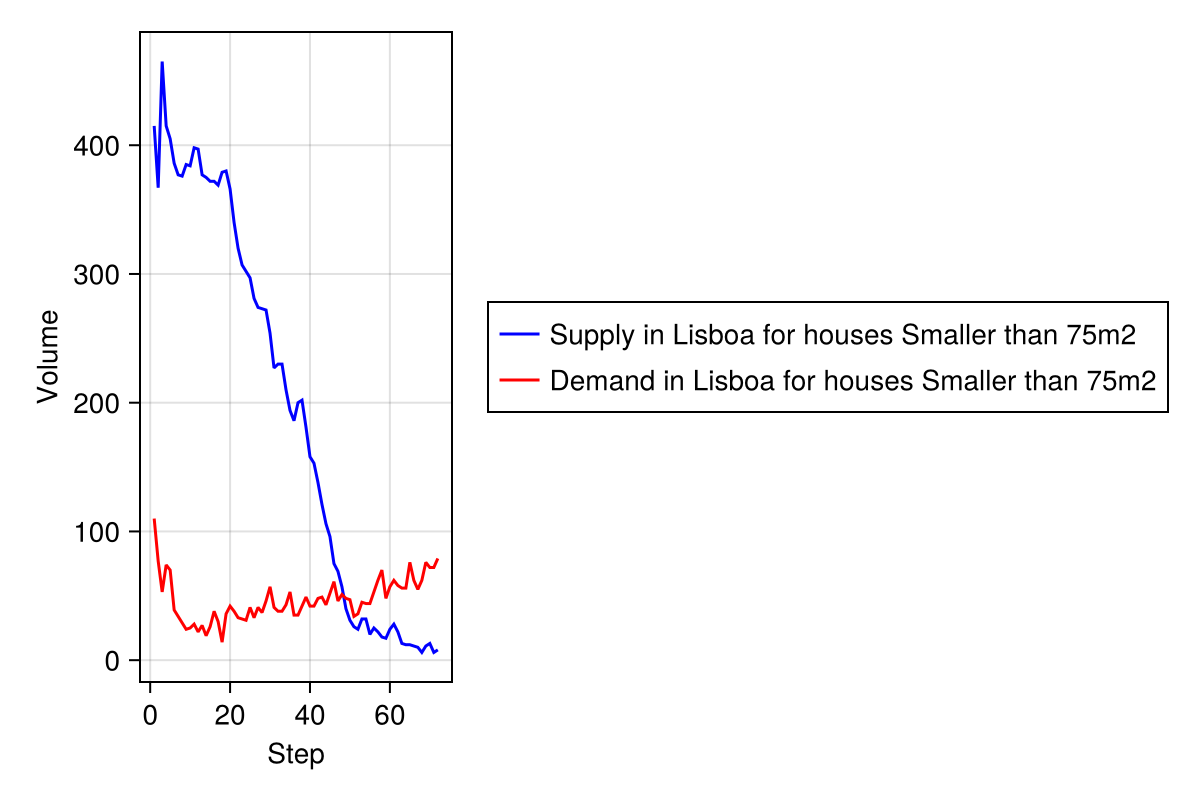 400
300
200
100
0
Volume
0 20 40 60
Step
Supply in Lisboa for houses Smaller than 75m2
Demand in Lisboa for houses Smaller than 75m2